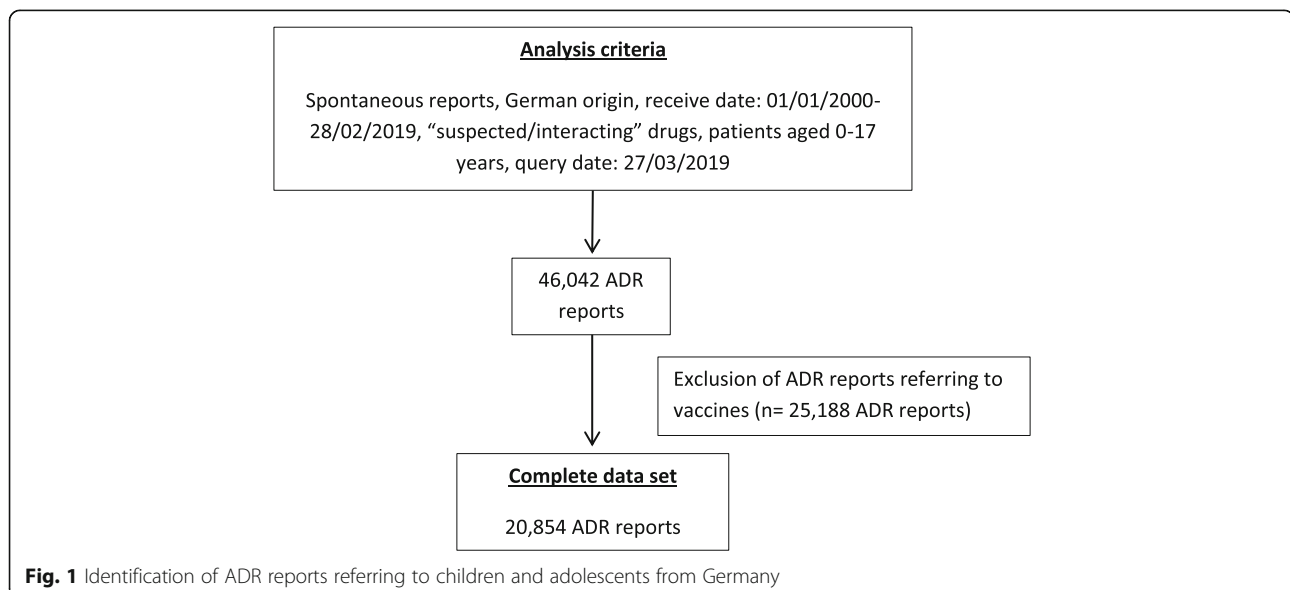 Analysis criteria
Spontaneous reports, German origin, receive date: 01/01/2000-
28/02/2019, “suspected/interacting” drugs, patients aged 0-17
years, query date: 27/03/2019
46,042 ADR
reports
Exclusion of ADR reports referring to
vaccines (n= 25,188 ADR reports)
Complete data set
20,854 ADR reports
Fig. 1 Identification of ADR reports referring to children and adolescents from Germany